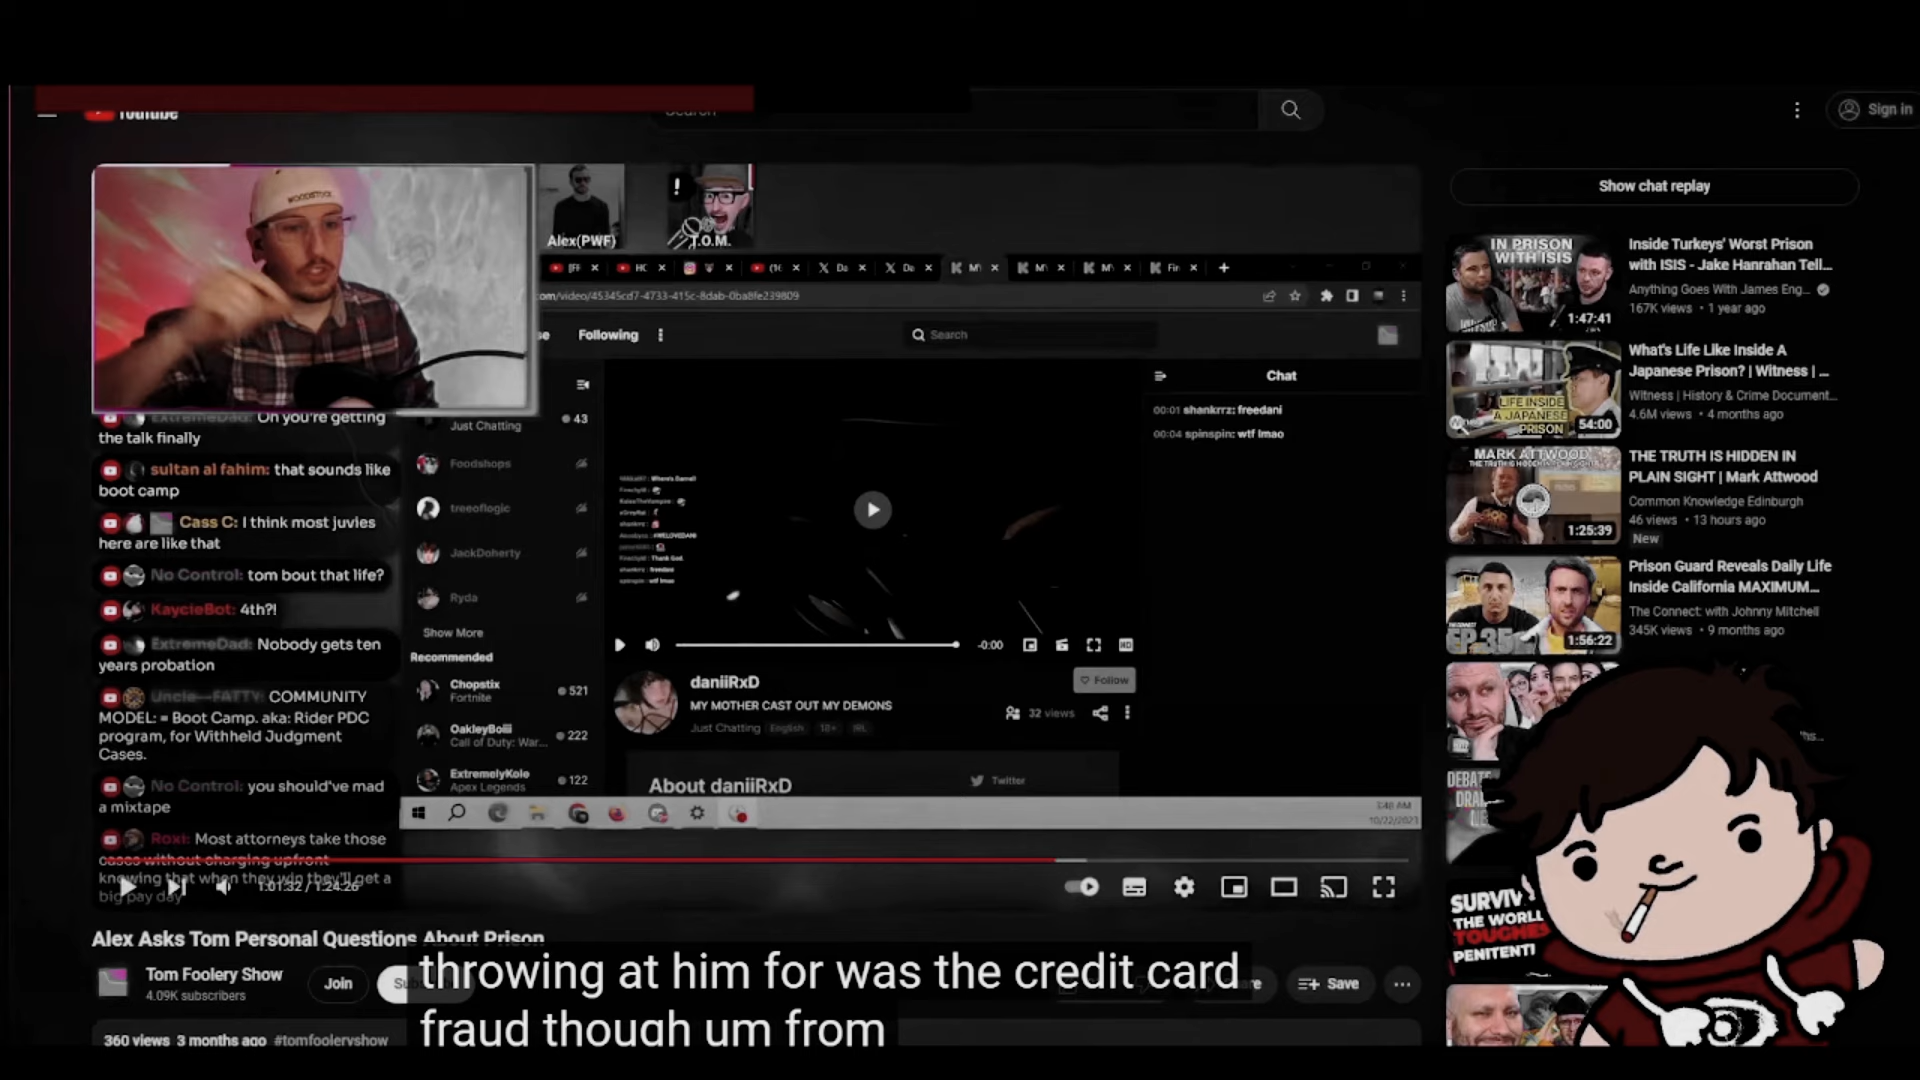 YouTube
Search
Sign in
WOODSTOCK
Alex(PWF)
!
T.O.M.
Show chat replay
om/video/45345cd7-4733-415c-8dab-0ba8fe239809
Following
Search
ExtremeDad: Oh you're getting
the talk finally
sultan al fahim: that sounds like
boot camp
Cass C: I think most juvies
here are like that
No Control: tom bout that life?
KaycieBot: 4th?!
ExtremeDad: Nobody gets ten
years probation
Uncle--FATTY: COMMUNITY
MODEL: = Boot Camp. aka: Rider PDC
program, for Withheld Judgment
Cases.
No Control: you should've mad
a mixtape
Roxi: Most attorneys take those
cases without charging upfront
knowing that when they win they'll get a
big pay day
43
Just Chatting
Foodshops
treeoflogic
JackDoherty
Ryda
Show More
Recommended
Chopstix
Fortnite
521
OakleyBoiii
Call of Duty: War...
222
ExtremelyKolo
Apex Legends
122
Chat
00:01 shankrrz: freedani
00:04 spinspin: wtf lmao
-0:00
HD
daniiRxD
Follow
MY MOTHER CAST OUT MY DEMONS
32 views
Just Chatting English 18+ IRL
About daniiRxD
Twitter
3:48 AM
10/22/2023
1:01:32 / 1:24:26
Alex Asks Tom Personal Questions About Prison
Tom Foolery Show
4.09K subscribers
Join
Save
360 views 3 months ago #tomfooleryshow
throwing at him for was the credit card
fraud though um from
IN PRISON
WITH ISIS
1:47:41
Inside Turkeys' Worst Prison
with ISIS - Jake Hanrahan Tell...
Anything Goes With James Eng...
167K views • 1 year ago
LIFE INSIDE
A JAPANESE
PRISON
54:00
What's Life Like Inside A
Japanese Prison? | Witness | ...
Witness | History & Crime Document...
4.6M views • 4 months ago
MARK ATTWOOD
THE TRUTH IS HIDDEN IN PLAIN SIGHT
1:25:39
THE TRUTH IS HIDDEN IN
PLAIN SIGHT | Mark Attwood
Common Knowledge Edinburgh
46 views • 13 hours ago
New
EP.35
1:56:22
Prison Guard Reveals Daily Life
Inside California MAXIMUM...
The Connect: with Johnny Mitchell
345K views • 9 months ago
SURVIV
THE WORL
TOUGHES
PENITENTI